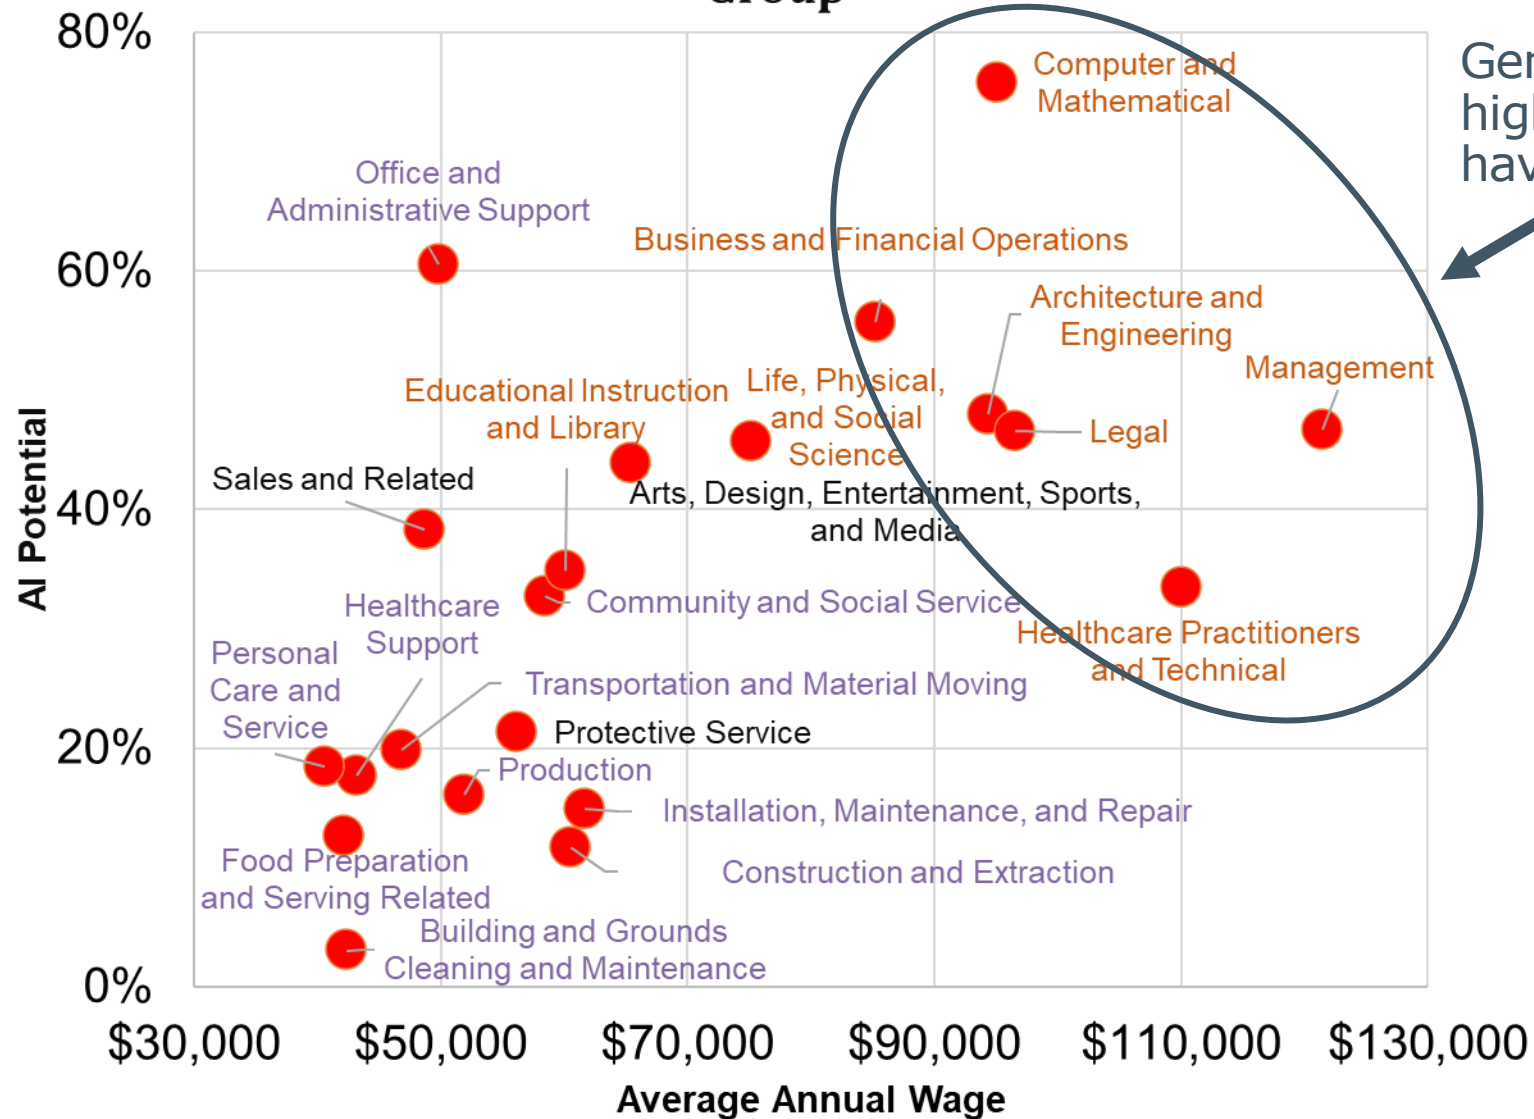 Group
80%
60%
40%
20%
0%
AI Potential
Computer and
Mathematical
Office and
Administrative Support
Business and Financial Operations
Architecture and
Engineering
Management
Educational Instruction
and Library
Life, Physical,
and Social
Science
Legal
Sales and Related
Arts, Design, Entertainment, Sports,
and Media
Healthcare
Support
Community and Social Service
Healthcare Practitioners
and Technical
Personal
Care and
Service
Transportation and Material Moving
Protective Service
Production
Installation, Maintenance, and Repair
Food Preparation
and Serving Related
Construction and Extraction
Building and Grounds
Cleaning and Maintenance
$30,000
$50,000
$70,000
$90,000
$110,000
$130,000
Average Annual Wage